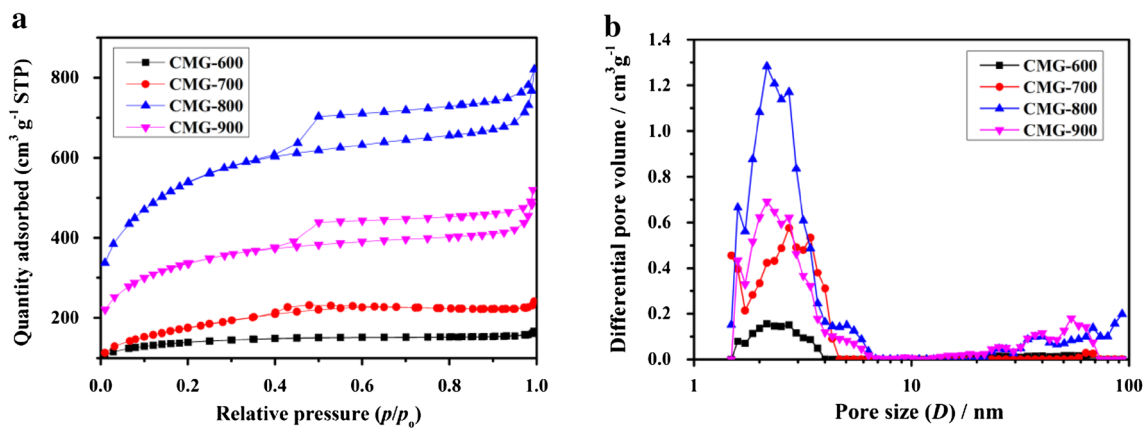 a
Quantity adsorbed (cm³ g⁻¹ STP)
800
600
400
200
CMG-600
CMG-700
CMG-800
CMG-900
0.0 0.2 0.4 0.6 0.8 1.0
Relative pressure (p/pₒ)
b
Differential pore volume / cm³g⁻¹
1.4
1.2
1.0
0.8
0.6
0.4
0.2
0.0
CMG-600
CMG-700
CMG-800
CMG-900
1 10 100
Pore size (D) / nm